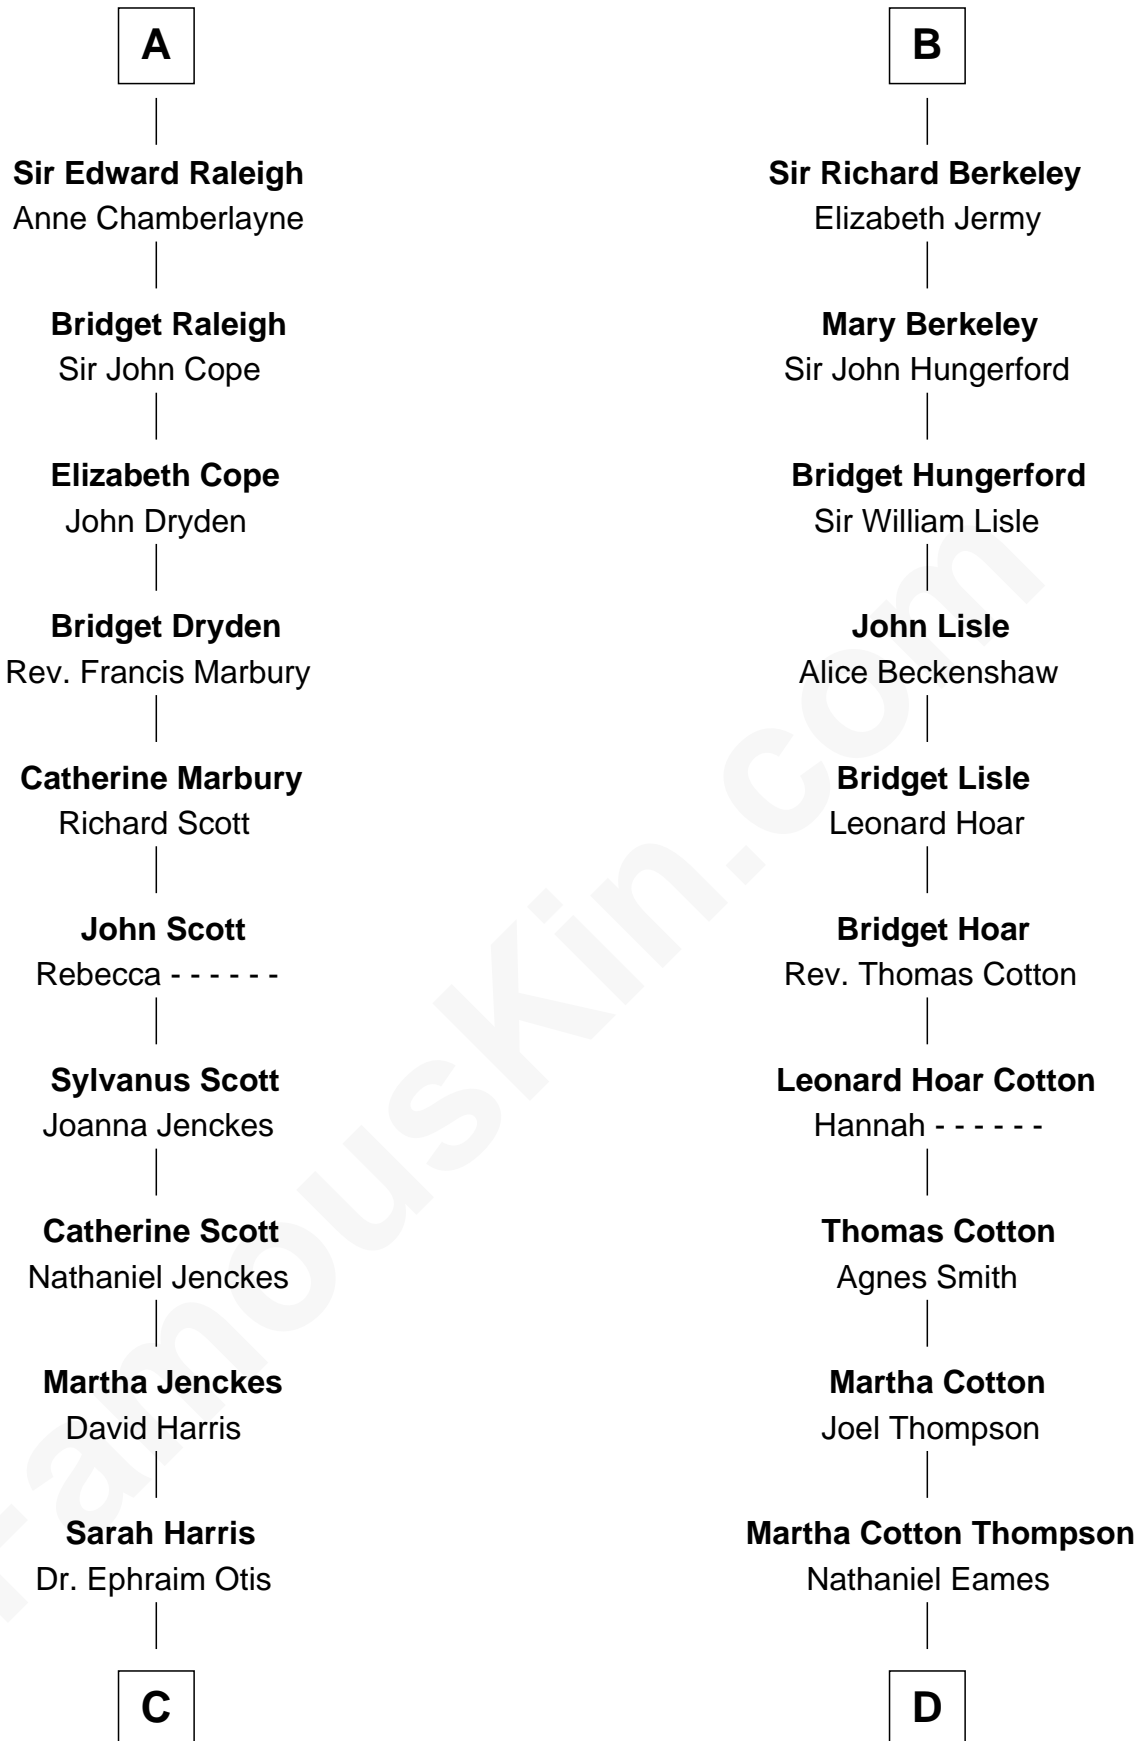 A
Sir Edward Raleigh
Anne Chamberlayne
Bridget Raleigh
Sir John Cope
Elizabeth Cope
John Dryden
Bridget Dryden
Rev. Francis Marbury
Catherine Marbury
Richard Scott
John Scott
Rebecca - - - - - -
Sylvanus Scott
Joanna Jenckes
Catherine Scott
Nathaniel Jenckes
Martha Jenckes
David Harris
Sarah Harris
Dr. Ephraim Otis
C
B
Sir Richard Berkeley
Elizabeth Jermy
Mary Berkeley
Sir John Hungerford
Bridget Hungerford
Sir William Lisle
John Lisle
Alice Beckenshaw
Bridget Lisle
Leonard Hoar
Bridget Hoar
Rev. Thomas Cotton
Leonard Hoar Cotton
Hannah - - - - - -
Thomas Cotton
Agnes Smith
Martha Cotton
Joel Thompson
Martha Cotton Thompson
Nathaniel Eames
D
FamousKin.com